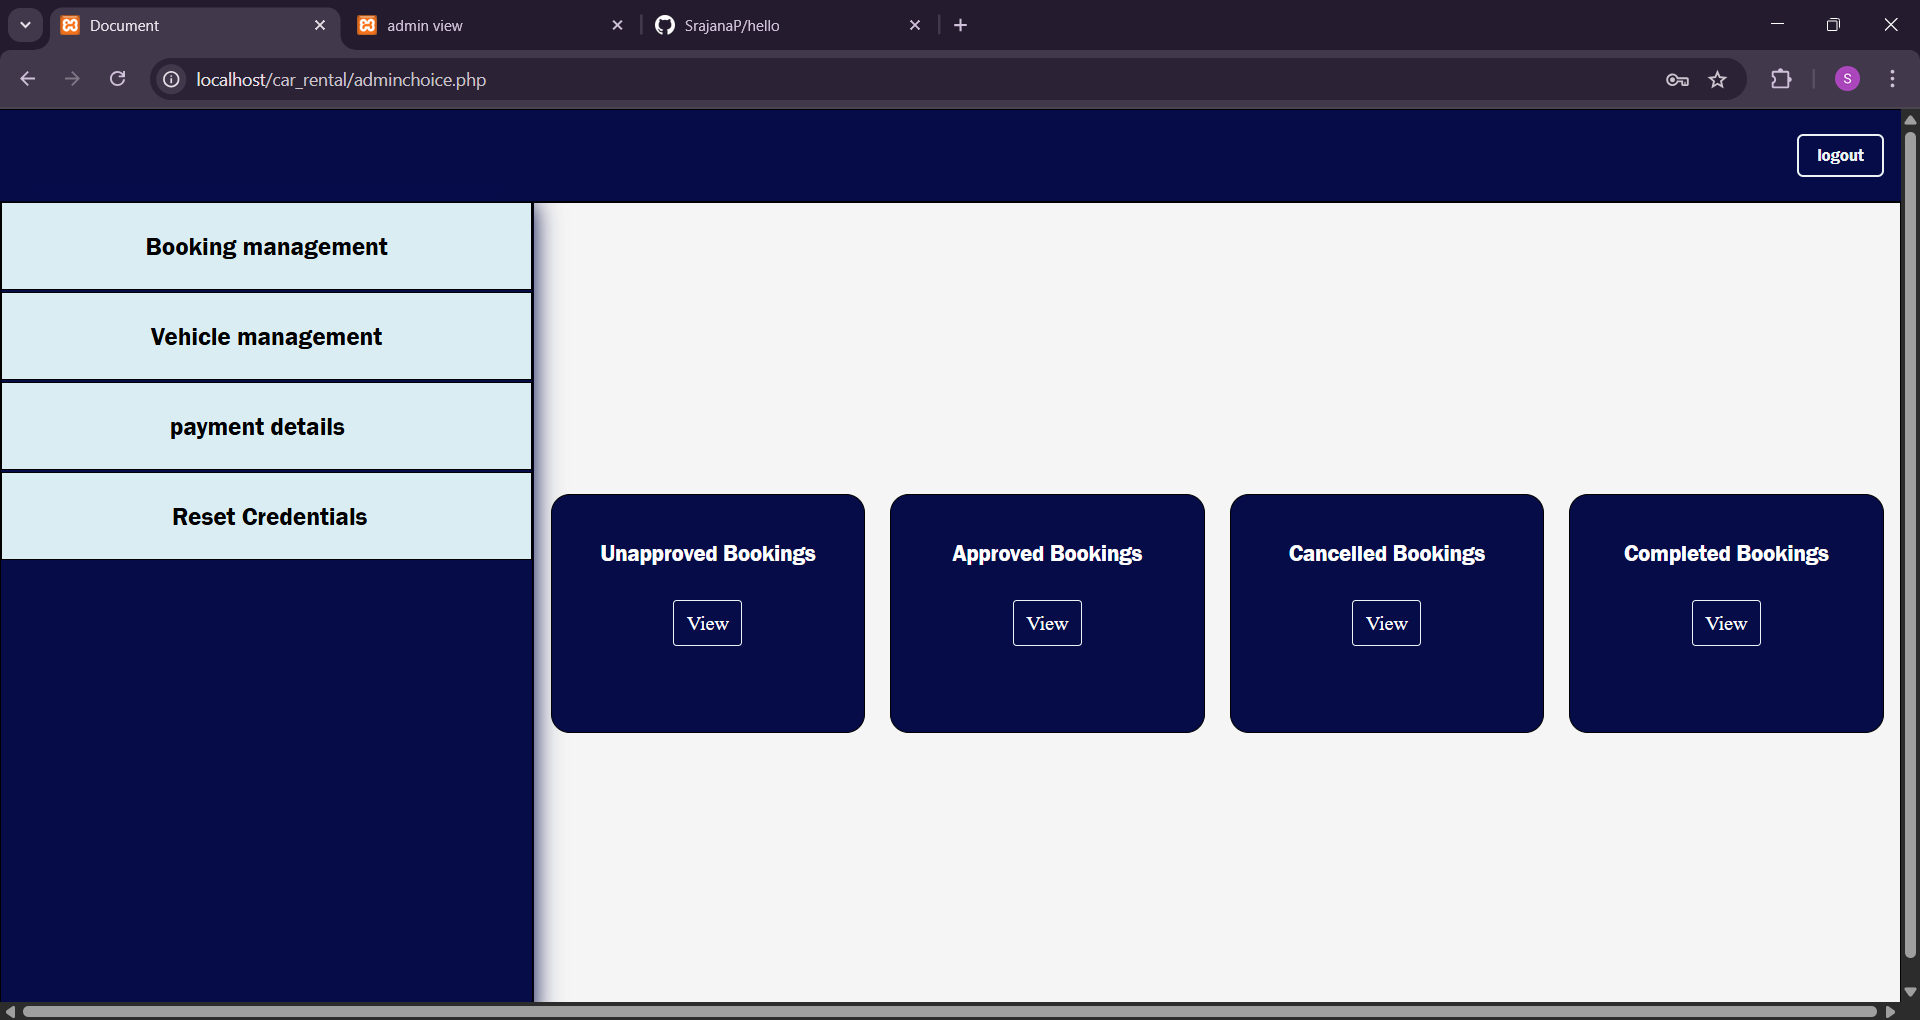 Document
admin view
SrajanaP/hello
localhost/car_rental/adminchoice.php
S
logout
Booking management
Vehicle management
payment details
Reset Credentials
Unapproved Bookings
View
Approved Bookings
View
Cancelled Bookings
View
Completed Bookings
View